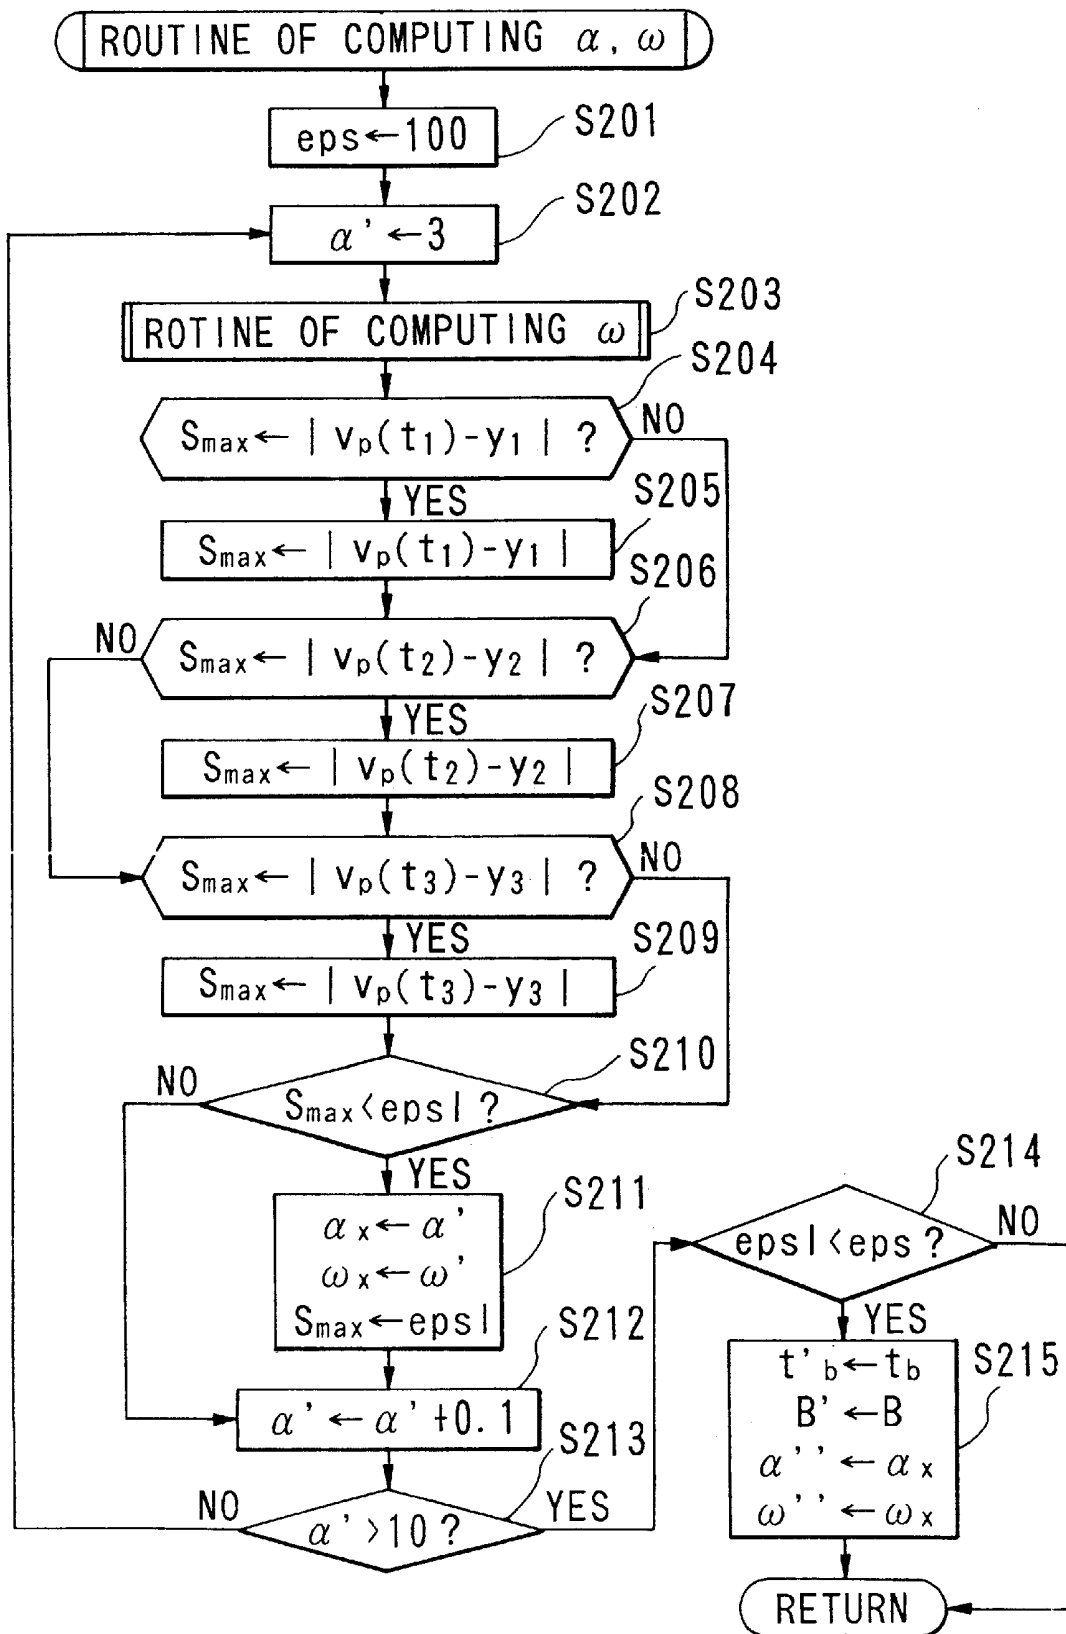 ROUTINE OF COMPUTING α, ω
S201
eps←100
S202
α'←3
S203
ROTINE OF COMPUTING ω
S204
Smax←|vp(t1)-y1| ?
NO
YES
S205
Smax←|vp(t1)-y1|
S206
NO
Smax←|vp(t2)-y2| ?
YES
S207
Smax←|vp(t2)-y2|
S208
Smax←|vp(t3)-y3| ?
NO
YES
S209
Smax←|vp(t3)-y3|
S210
NO
Smax<epsl?
YES
S211
αx←α'
ωx←ω'
Smax←epsl
S212
α'←α'+0.1
S213
NO
α'>10?
YES
S214
epsl<eps?
NO
YES
S215
t'b←tb
B'←B
α''←αx
ω''←ωx
RETURN